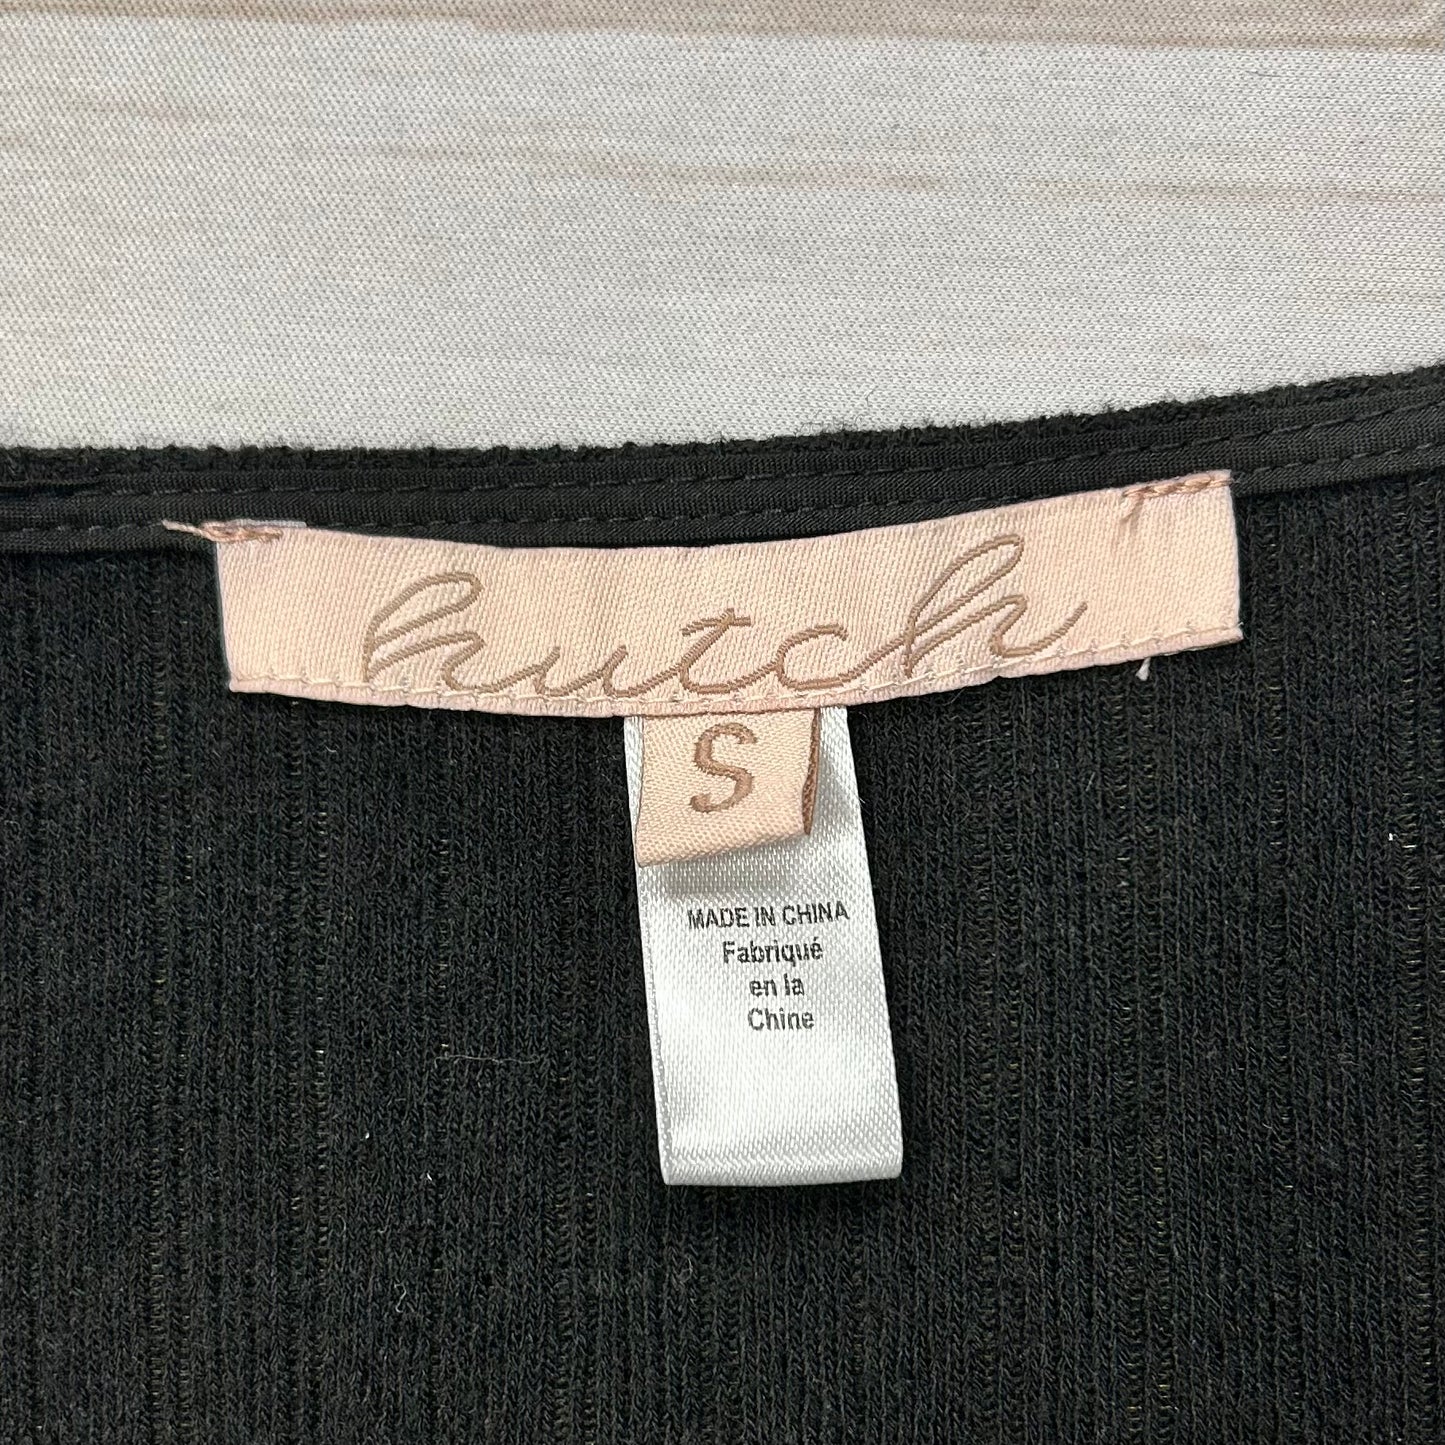 hutch
S
MADE IN CHINA
Fabriqué
en la
Chine